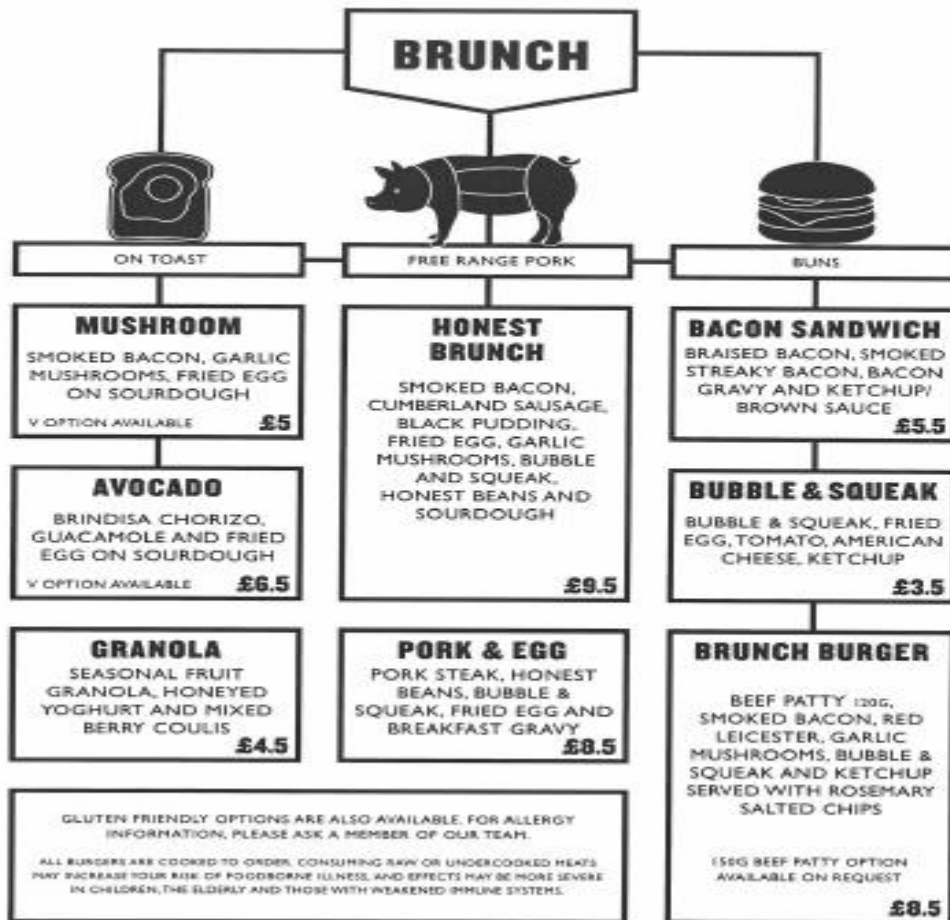 BRUNCH
ON TOAST
FREE RANGE PORK
BUNS
MUSHROOM
SMOKED BACON, GARLIC
MUSHROOMS, FRIED EGG
ON SOURDOUGH
V OPTION AVAILABLE £5
AVOCADO
BRINDISA CHORIZO,
GUACAMOLE AND FRIED
EGG ON SOURDOUGH
V OPTION AVAILABLE £6.5
GRANOLA
SEASONAL FRUIT
GRANOLA, HONEYED
YOGHURT AND MIXED
BERRY COULIS
£4.5
HONEST
BRUNCH
SMOKED BACON,
CUMBERLAND SAUSAGE,
BLACK PUDDING,
FRIED EGG, GARLIC
MUSHROOMS, BUBBLE
AND SQUEAK,
HONEST BEANS AND
SOURDOUGH
£9.5
PORK & EGG
PORK STEAK, HONEST
BEANS, BUBBLE &
SQUEAK, FRIED EGG AND
BREAKFAST GRAVY
£8.5
BACON SANDWICH
BRAISED BACON, SMOKED
STREAKY BACON, BACON
GRAVY AND KETCHUP/
BROWN SAUCE
£5.5
BUBBLE & SQUEAK
BUBBLE & SQUEAK, FRIED
EGG, TOMATO, AMERICAN
CHEESE, KETCHUP
£3.5
BRUNCH BURGER
BEEF PATTY 120G,
SMOKED BACON, RED
LEICESTER, GARLIC
MUSHROOMS, BUBBLE &
SQUEAK AND KETCHUP
SERVED WITH ROSEMARY
SALTED CHIPS
150G BEEF PATTY OPTION
AVAILABLE ON REQUEST
£8.5
GLUTEN FRIENDLY OPTIONS ARE ALSO AVAILABLE. FOR ALLERGY
INFORMATION, PLEASE ASK A MEMBER OF OUR TEAM.
ALL BURGERS ARE COOKED TO ORDER. CONSUMING RAW OR UNDERCOOKED MEATS
MAY INCREASE YOUR RISK OF FOODBORNE ILLNESS, AND EFFECTS MAY BE MORE SEVERE
IN CHILDREN, THE ELDERLY AND THOSE WITH WEAKENED IMMUNE SYSTEMS.